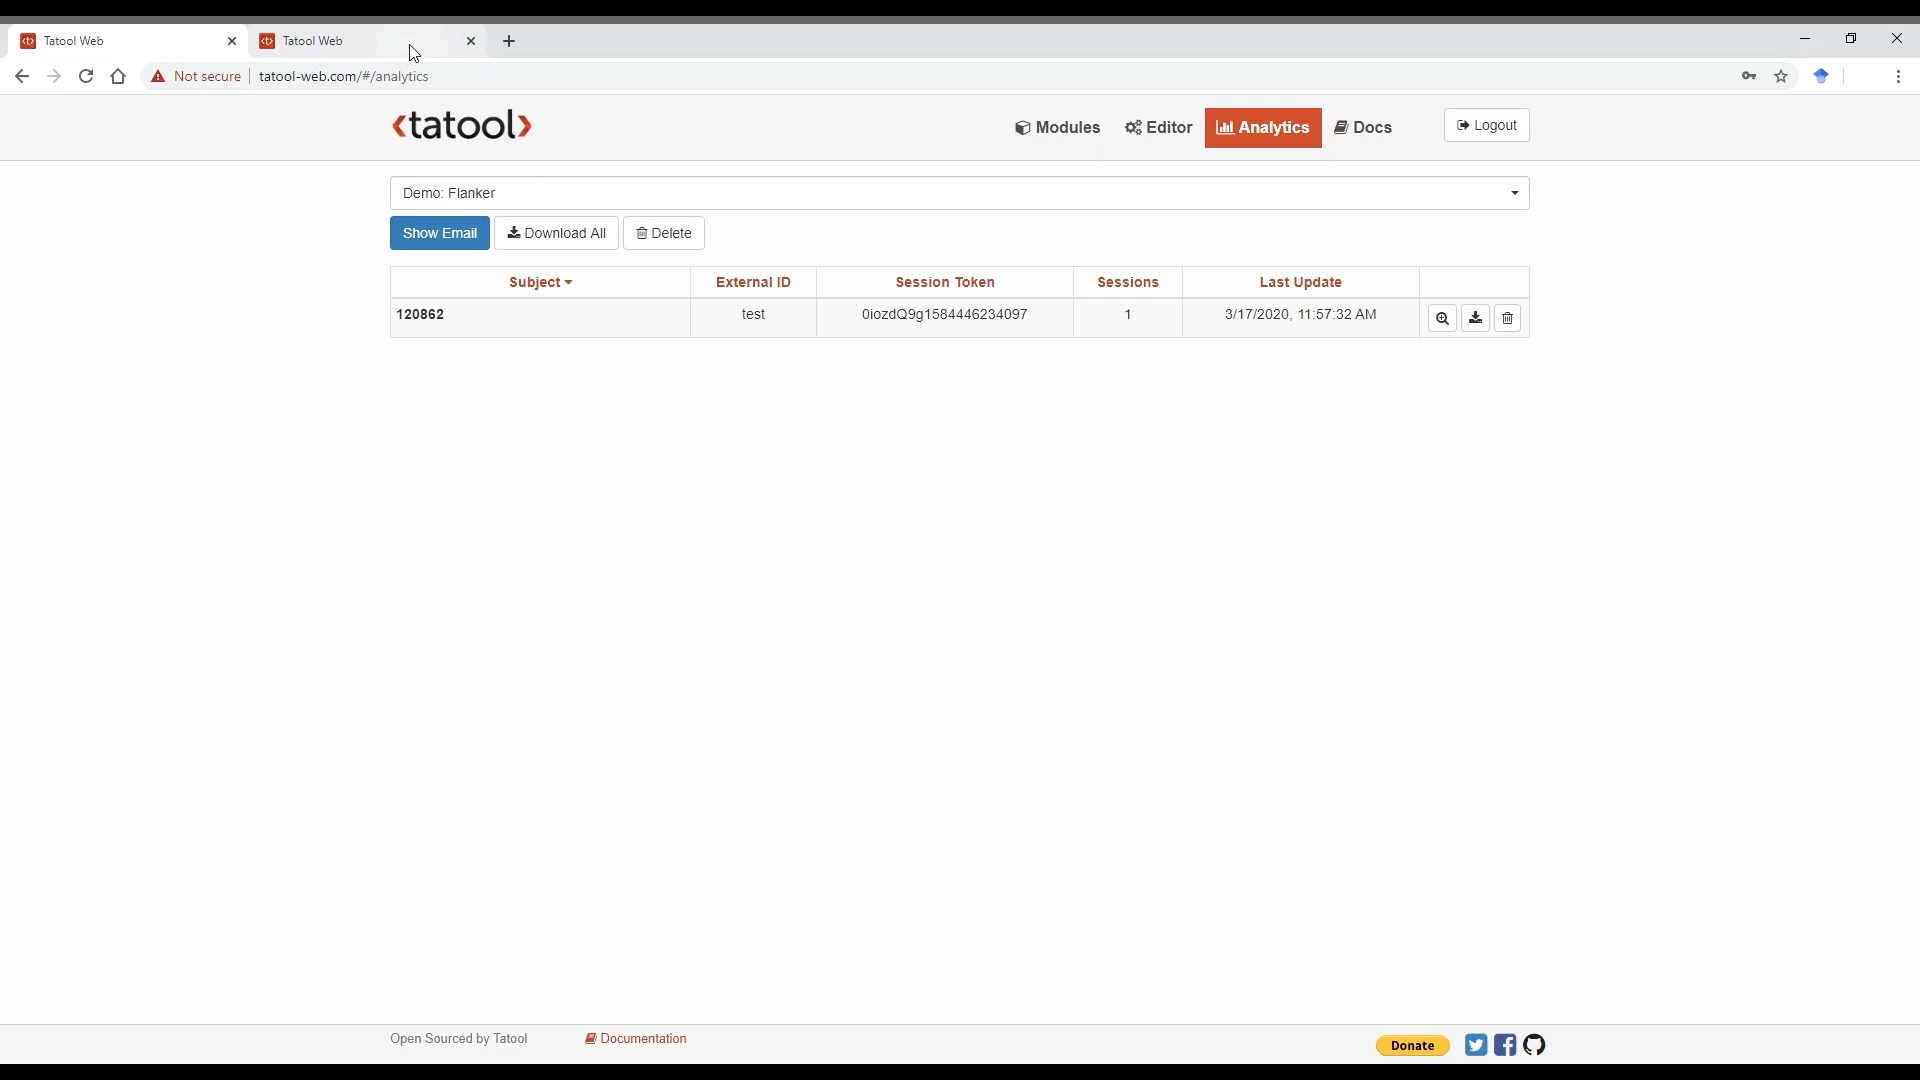 Tatool Web
Tatool Web
Not secure tatool-web.com/#/analytics
<tatool>
Modules Editor Analytics Docs Logout
Demo: Flanker
Show Email Download All Delete
Subject External ID Session Token Sessions Last Update
120862 test 0iozdQ9g1584446234097 1 3/17/2020, 11:57:32 AM
Open Sourced by Tatool Documentation Donate